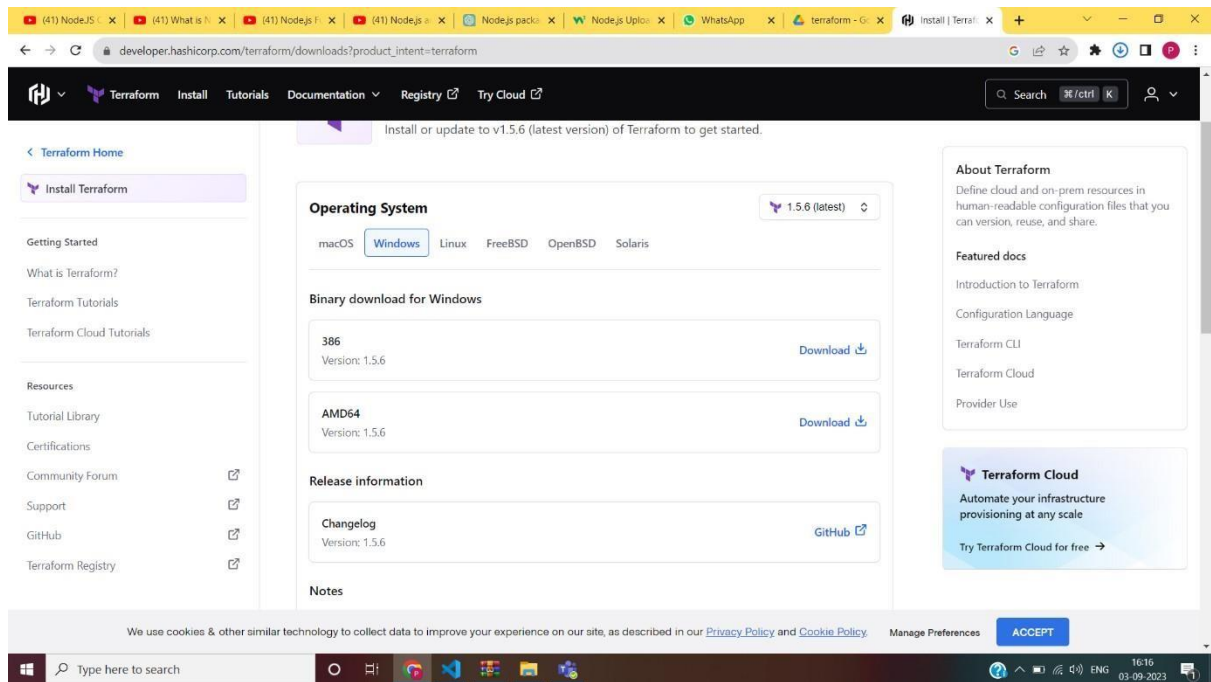 (41) NodeJS C
(41) What is N
(41) Node.js F
(41) Node.js a
Node.js packa
Node.js Uploa
WhatsApp
terraform - Go
Install | Terraf
developer.hashicorp.com/terraform/downloads?product_intent=terraform
Terraform Install Tutorials Documentation Registry Try Cloud
Search ⌘/ctrl K
Install or update to v1.5.6 (latest version) of Terraform to get started.
Terraform Home
Install Terraform
Getting Started
What is Terraform?
Terraform Tutorials
Terraform Cloud Tutorials
Resources
Tutorial Library
Certifications
Community Forum
Support
GitHub
Terraform Registry
Operating System
1.5.6 (latest)
macOS Windows Linux FreeBSD OpenBSD Solaris
Binary download for Windows
386
Version: 1.5.6
Download
AMD64
Version: 1.5.6
Download
Release information
Changelog
Version: 1.5.6
GitHub
Notes
About Terraform
Define cloud and on-prem resources in
human-readable configuration files that you
can version, reuse, and share.
Featured docs
Introduction to Terraform
Configuration Language
Terraform CLI
Terraform Cloud
Provider Use
Terraform Cloud
Automate your infrastructure
provisioning at any scale
Try Terraform Cloud for free →
We use cookies & other similar technology to collect data to improve your experience on our site, as described in our Privacy Policy and Cookie Policy.
Manage Preferences
ACCEPT
Type here to search
ENG
16:16
03-09-2023